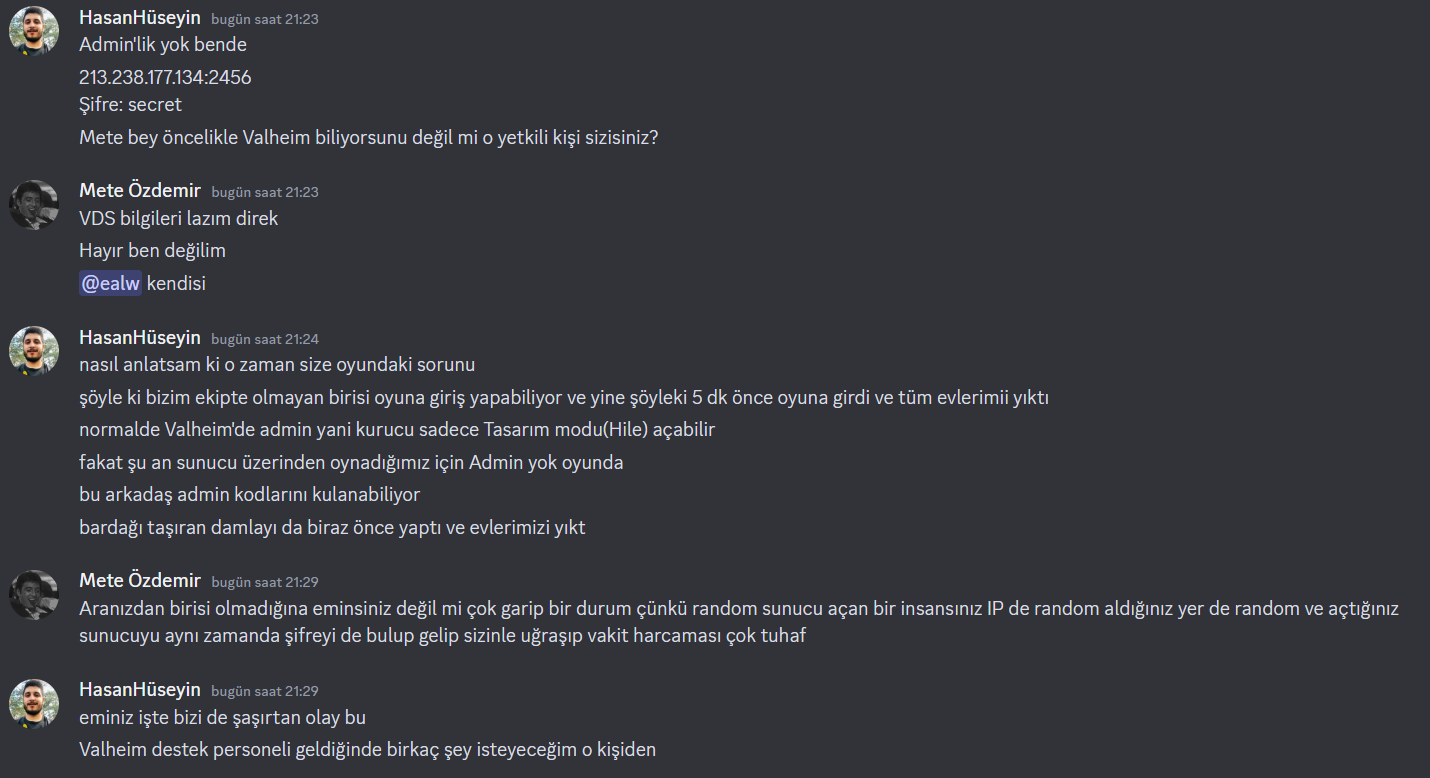 HasanHüseyin bugün saat 21:23
Admin'lik yok bende
213.238.177.134:2456
Şifre: secret
Mete bey öncelikle Valheim biliyorsunu değil mi o yetkili kişi sizisiniz?
Mete Özdemir bugün saat 21:23
VDS bilgileri lazım direk
Hayır ben değilim
@ealw kendisi
HasanHüseyin bugün saat 21:24
nasıl anlatsam ki o zaman size oyundaki sorunu
şöyle ki bizim ekipte olmayan birisi oyuna giriş yapabiliyor ve yine şöyleki 5 dk önce oyuna girdi ve tüm evlerimii yıktı
normalde Valheim'de admin yani kurucu sadece Tasarım modu(Hile) açabilir
fakat şu an sunucu üzerinden oynadığımız için Admin yok oyunda
bu arkadaş admin kodlarını kulanabiliyor
bardağı taşıran damlayı da biraz önce yaptı ve evlerimizi yıkt
Mete Özdemir bugün saat 21:29
Aranızdan birisi olmadığına eminsiniz değil mi çok garip bir durum çünkü random sunucu açan bir insansınız IP de random aldığınız yer de random ve açtığınız
sunucuyu aynı zamanda şifreyi de bulup gelip sizinle uğraşıp vakit harcaması çok tuhaf
HasanHüseyin bugün saat 21:29
eminiz işte bizi de şaşırtan olay bu
Valheim destek personeli geldiğinde birkaç şey isteyeceğim o kişiden